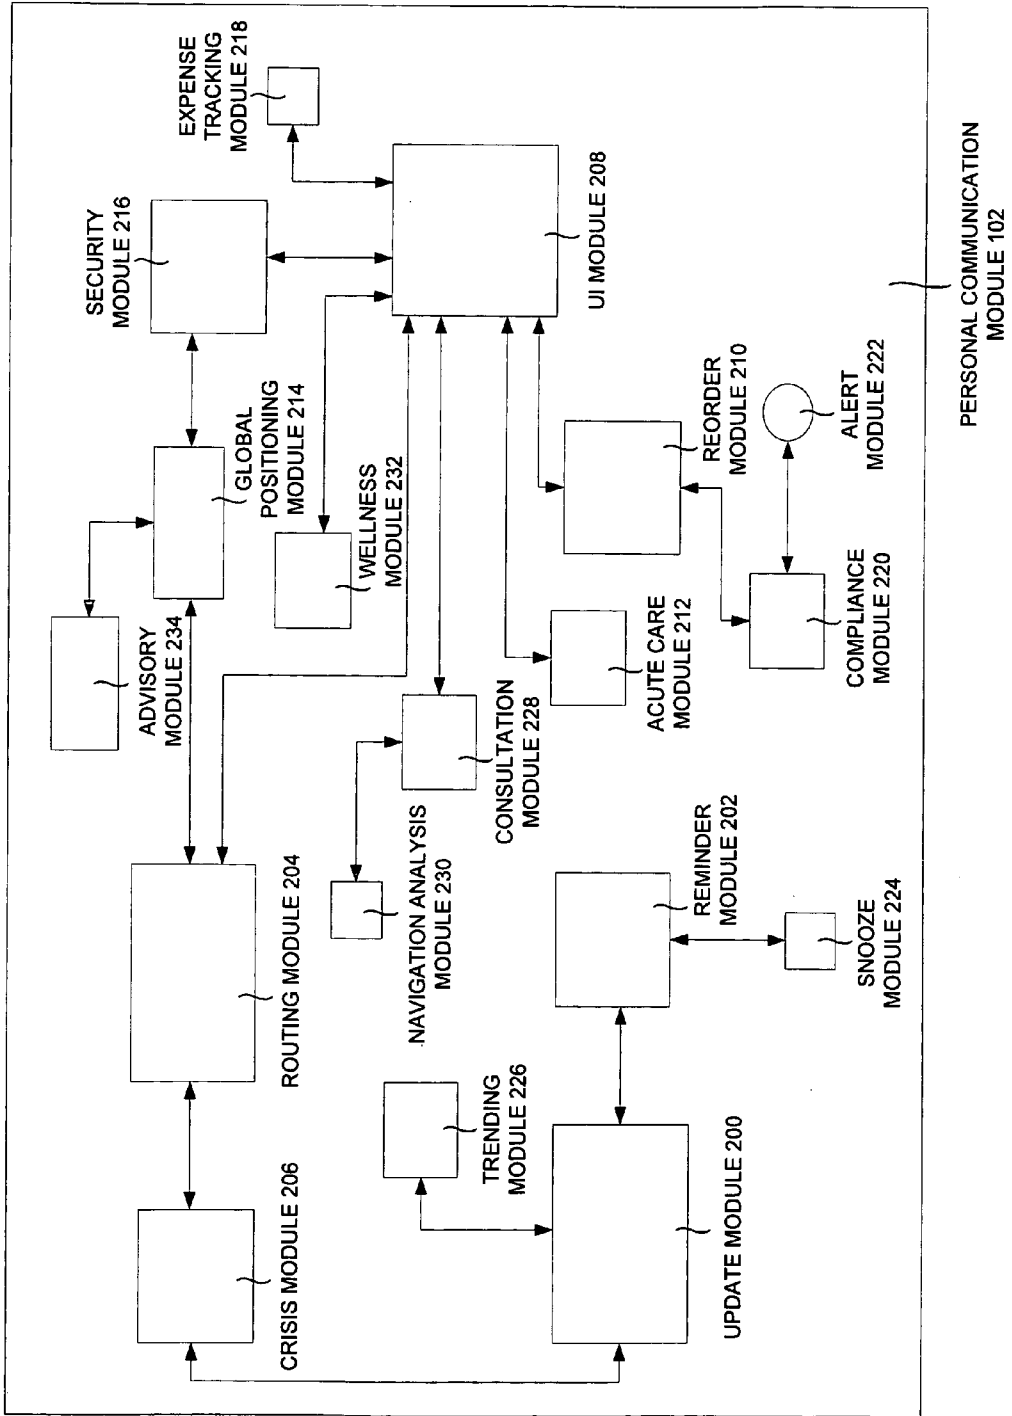 CRISIS MODULE 206
ROUTING MODULE 204
ADVISORY
MODULE 234
GLOBAL
POSITIONING
MODULE 214
SECURITY
MODULE 216
EXPENSE
TRACKING
MODULE 218
WELLNESS
MODULE 232
NAVIGATION ANALYSIS
MODULE 230
CONSULTATION
MODULE 228
UI MODULE 208
TRENDING
MODULE 226
ACUTE CARE
MODULE 212
REORDER
MODULE 210
UPDATE MODULE 200
REMINDER
MODULE 202
SNOOZE
MODULE 224
COMPLIANCE
MODULE 220
ALERT
MODULE 222
PERSONAL COMMUNICATION
MODULE 102